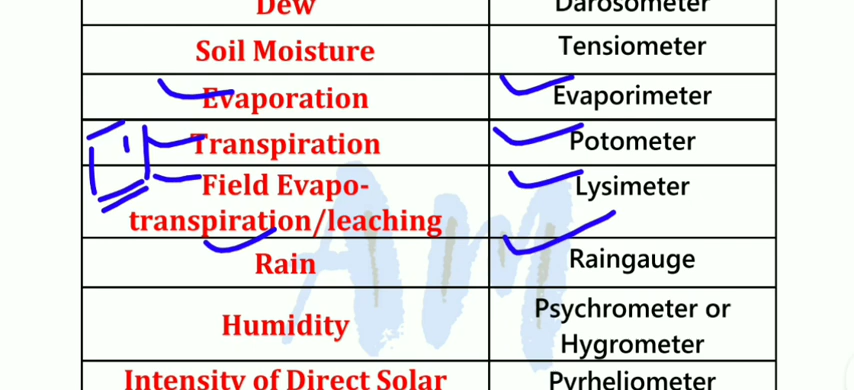 Dew Darosometer
Soil Moisture Tensiometer
Evaporation Evaporimeter
Transpiration Potometer
Field Evapo- Lysimeter
transpiration/leaching
Rain Raingauge
Humidity Psychrometer or
Hygrometer
Intensity of Direct Solar Pyrheliometer
AM